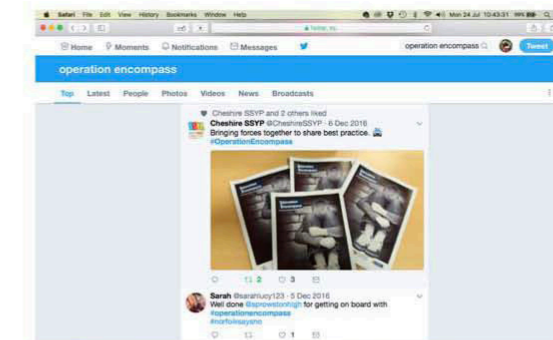 Safari File Edit View History Bookmarks Window Help
Mon 24 Jul 10:43:31
Home Moments Notifications Messages operation encompass Tweet
operation encompass
Top Latest People Photos Videos News Broadcasts
Cheshire SSYP and 2 others liked
Cheshire SSYP @CheshireSSYP · 6 Dec 2016
Bringing forces together to share best practice.
#OperationEncompass
2 3
Sarah @sarahlucy123 · 5 Dec 2016
Well done @sprowstonhigh for getting on board with
#operationencompass
#norfolksaysno
1